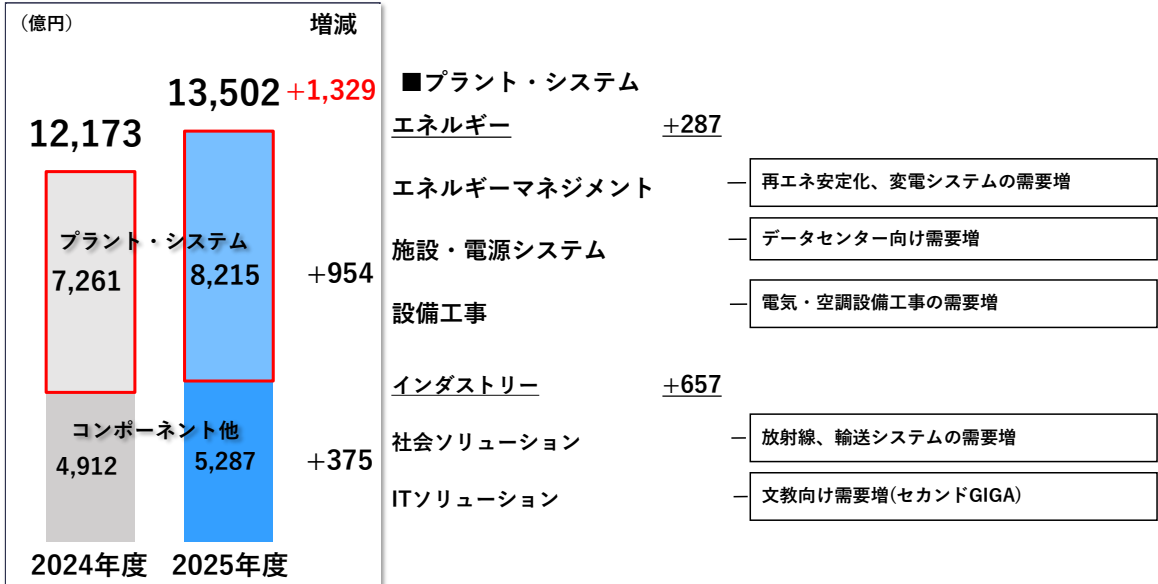 （億円）
増減
13,502 +1,329
12,173
プラント・システム
7,261
8,215
+954
コンポーネント他
4,912
5,287
+375
2024年度
2025年度
■プラント・システム
エネルギー +287
エネルギーマネジメント － 再エネ安定化、変電システムの需要増
施設・電源システム － データセンター向け需要増
設備工事 － 電気・空調設備工事の需要増
インダストリー +657
社会ソリューション － 放射線、輸送システムの需要増
ITソリューション － 文教向け需要増(セカンドGIGA)